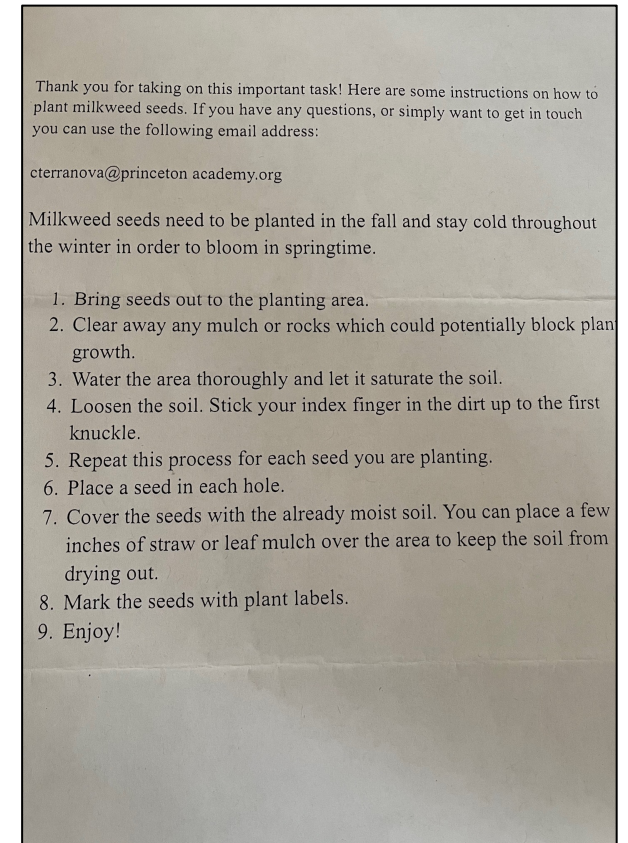 Thank you for taking on this important task! Here are some instructions on how to
plant milkweed seeds. If you have any questions, or simply want to get in touch
you can use the following email address:
cterranova@princeton academy.org
Milkweed seeds need to be planted in the fall and stay cold throughout
the winter in order to bloom in springtime.
1. Bring seeds out to the planting area.
2. Clear away any mulch or rocks which could potentially block plan
growth.
3. Water the area thoroughly and let it saturate the soil.
4. Loosen the soil. Stick your index finger in the dirt up to the first
knuckle.
5. Repeat this process for each seed you are planting.
6. Place a seed in each hole.
7. Cover the seeds with the already moist soil. You can place a few
inches of straw or leaf mulch over the area to keep the soil from
drying out.
8. Mark the seeds with plant labels.
9. Enjoy!